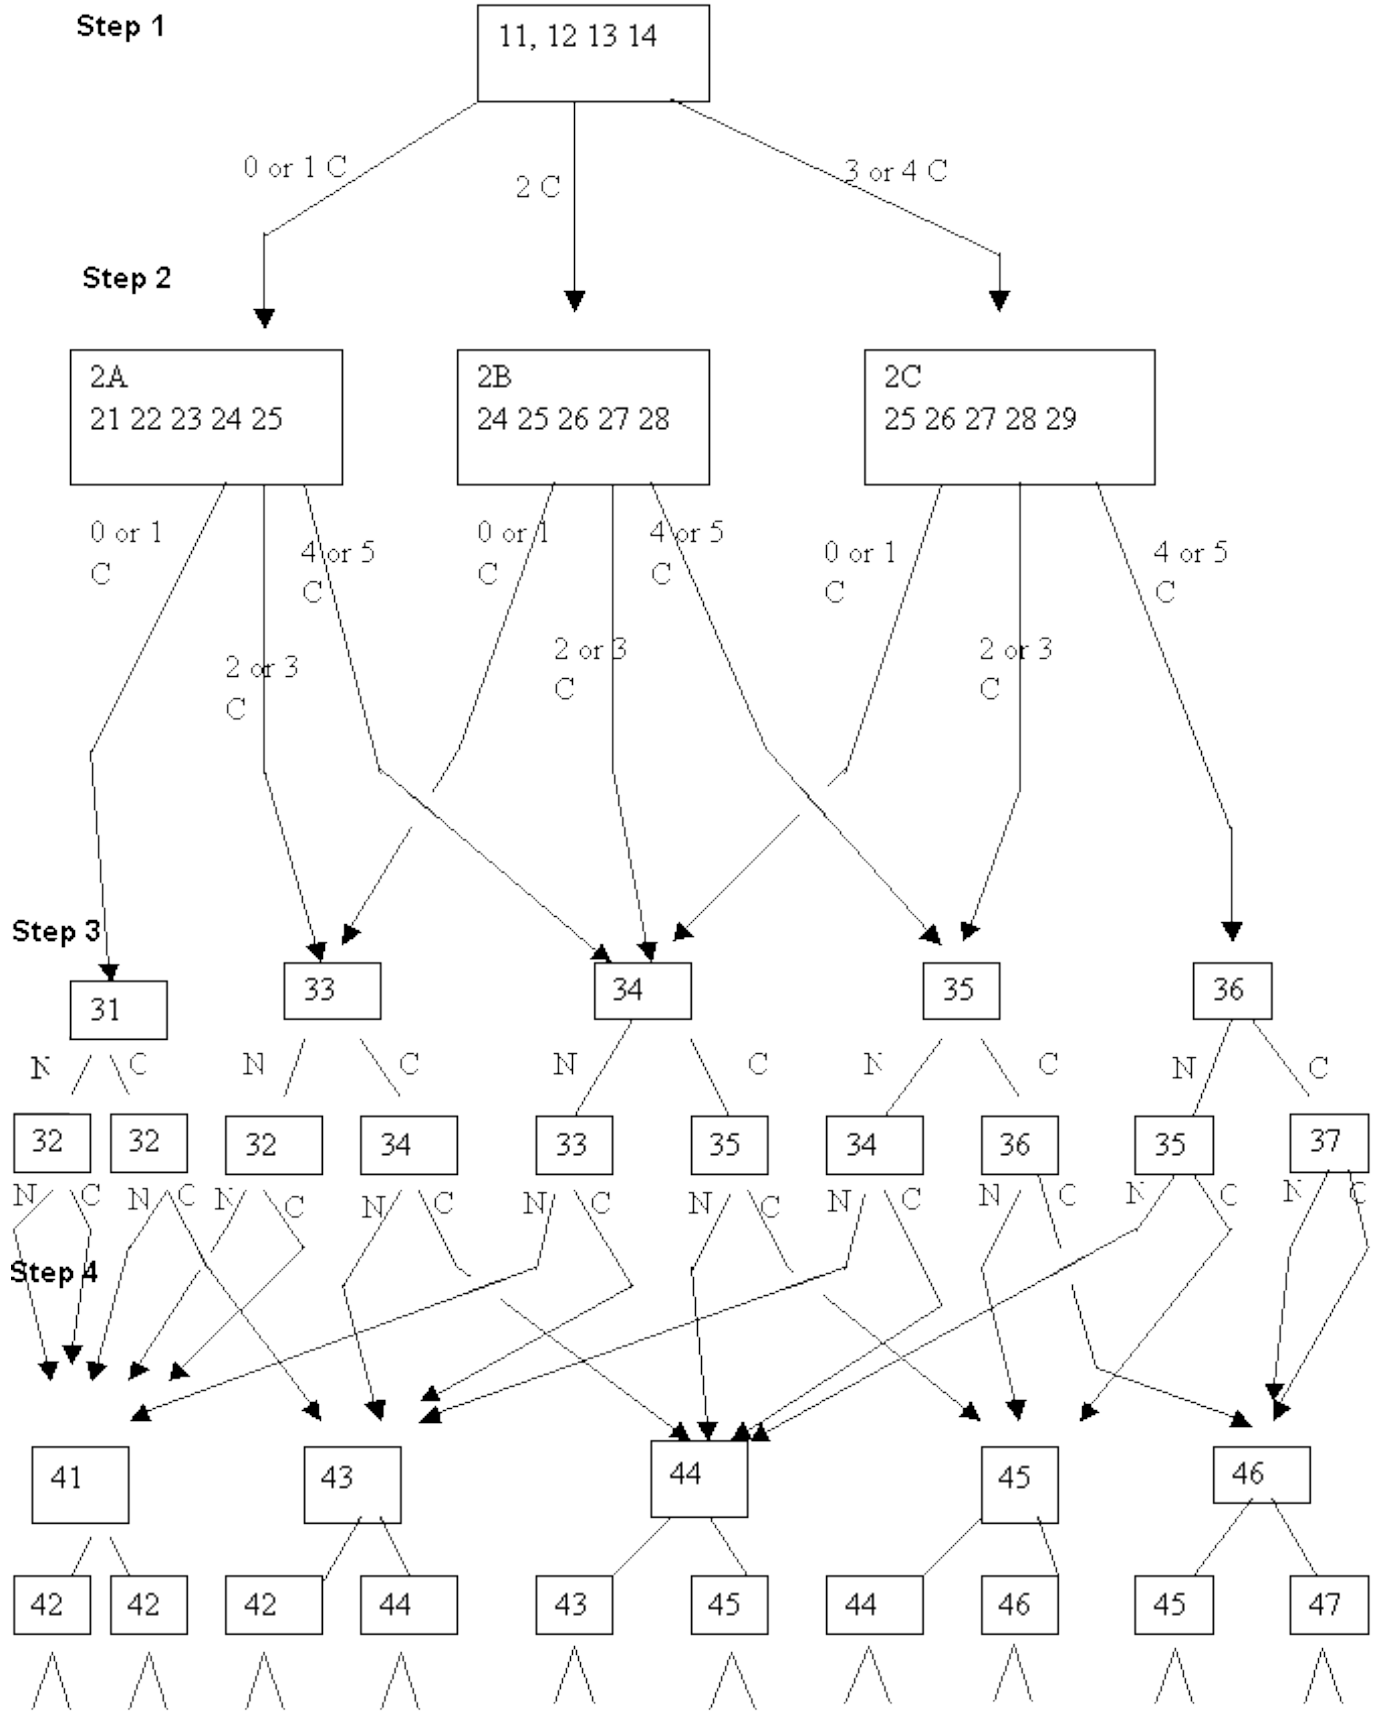 Step 1
11, 12 13 14
0 or 1 C
2 C
3 or 4 C
Step 2
2A
21 22 23 24 25
2B
24 25 26 27 28
2C
25 26 27 28 29
0 or 1
C
4 or 5
C
0 or 1
C
4 or 5
C
0 or 1
C
4 or 5
C
2 or 3
C
2 or 3
C
2 or 3
C
Step 3
31
33
34
35
36
N C N C N C N C N C
32 32 32 34 33 35 34 36 35 37
N C N C N C N C N C N C N C N C N C N C
Step 4
41 43 44 45 46
42 42 42 44 43 45 44 46 45 47